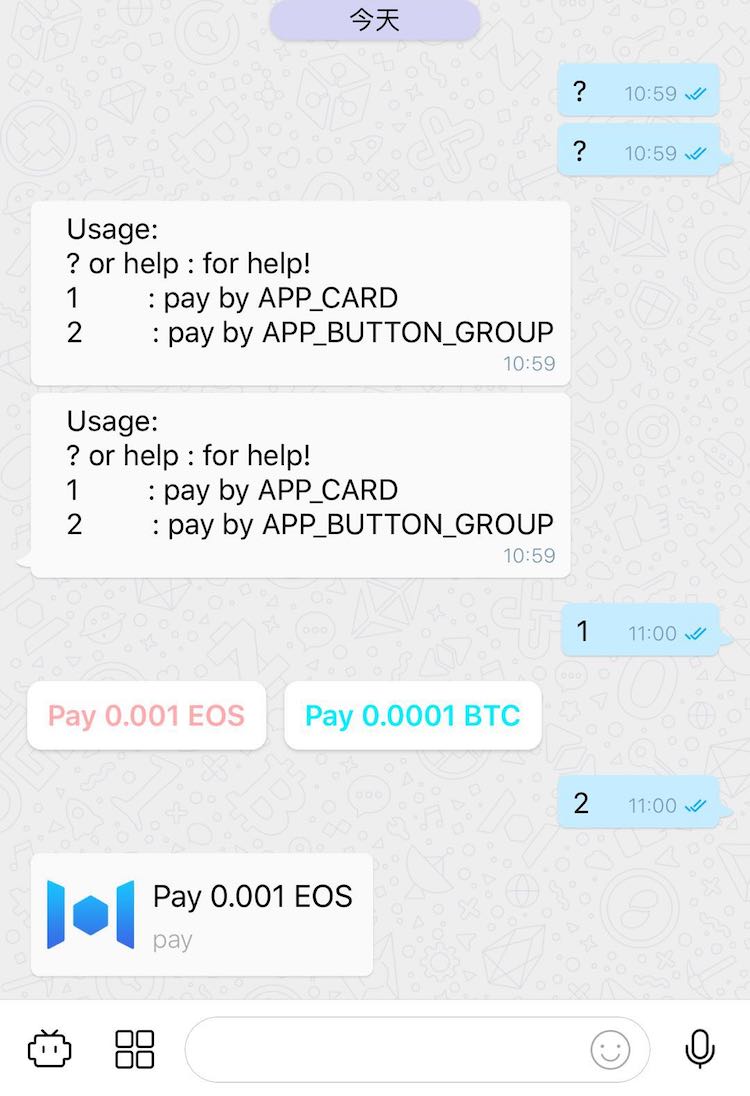 今天
? 10:59
? 10:59
Usage:
? or help : for help!
1 : pay by APP_CARD
2 : pay by APP_BUTTON_GROUP
10:59
Usage:
? or help : for help!
1 : pay by APP_CARD
2 : pay by APP_BUTTON_GROUP
10:59
1 11:00
Pay 0.001 EOS Pay 0.0001 BTC
2 11:00
Pay 0.001 EOS
pay